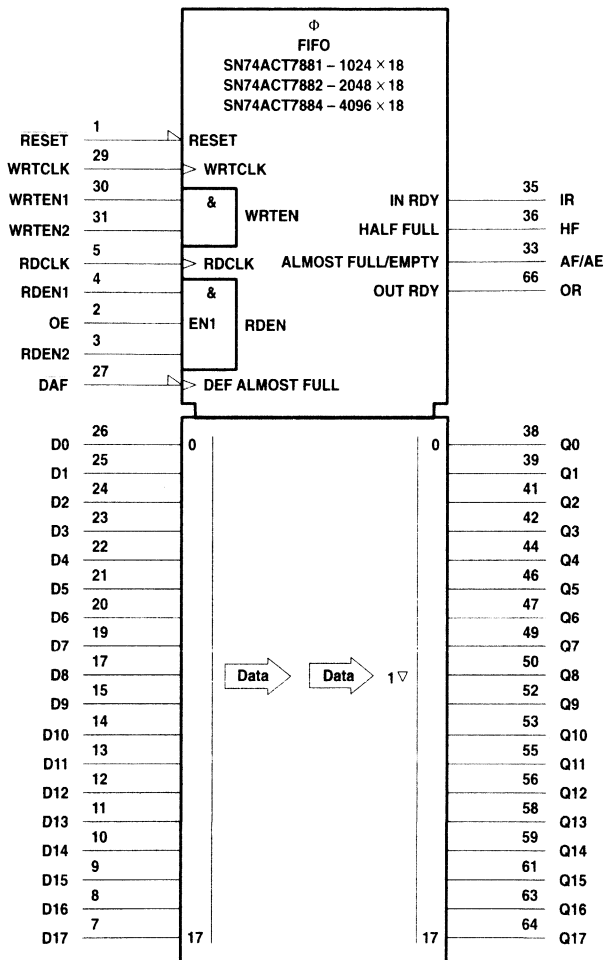 Φ
FIFO
SN74ACT7881 – 1024 × 18
SN74ACT7882 – 2048 × 18
SN74ACT7884 – 4096 × 18
RESET 1 RESET
WRTCLK 29 WRTCLK
WRTEN1 30 & IN RDY 35 IR
WRTEN2 31 WRTEN HALF FULL 36 HF
RDCLK 5 RDCLK ALMOST FULL/EMPTY 33 AF/AE
RDEN1 4 & OUT RDY 66 OR
OE 2 EN1 RDEN
RDEN2 3
DAF 27 DEF ALMOST FULL
D0 26 0 0 38 Q0
D1 25 39 Q1
D2 24 41 Q2
D3 23 42 Q3
D4 22 44 Q4
D5 21 46 Q5
D6 20 47 Q6
D7 19 49 Q7
D8 17 Data Data 1▽ 50 Q8
D9 15 52 Q9
D10 14 53 Q10
D11 13 55 Q11
D12 12 56 Q12
D13 11 58 Q13
D14 10 59 Q14
D15 9 61 Q15
D16 8 63 Q16
D17 7 17 17 64 Q17